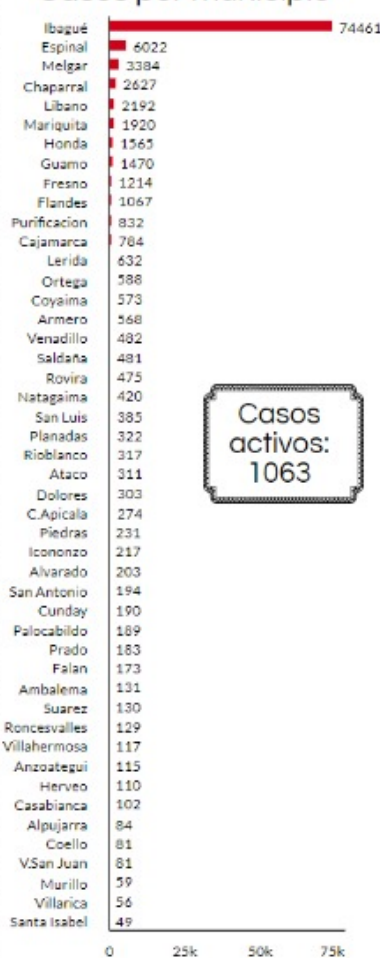 Casos por municipio
Ibagué 74461
Espinal 6022
Melgar 3384
Chaparral 2627
Libano 2192
Mariquita 1920
Honda 1565
Guamo 1470
Fresno 1214
Flandes 1067
Purificacion 832
Cajamarca 784
Lerida 632
Ortega 588
Coyaima 573
Armero 568
Venadillo 482
Saldaña 481
Rovira 475
Natagaima 420
San Luis 385
Planadas 322
Rioblanco 317
Ataco 311
Dolores 303
C.Apicala 274
Piedras 231
Icononzo 217
Alvarado 203
San Antonio 194
Cunday 190
Palocabildo 189
Prado 183
Falan 173
Ambalema 131
Suarez 130
Roncesvalles 129
Villahermosa 117
Anzoategui 115
Herveo 110
Casabianca 102
Alpujarra 84
Coello 81
V.San Juan 81
Murillo 59
Villarica 56
Santa Isabel 49
0 25k 50k 75k
Casos
activos:
1063